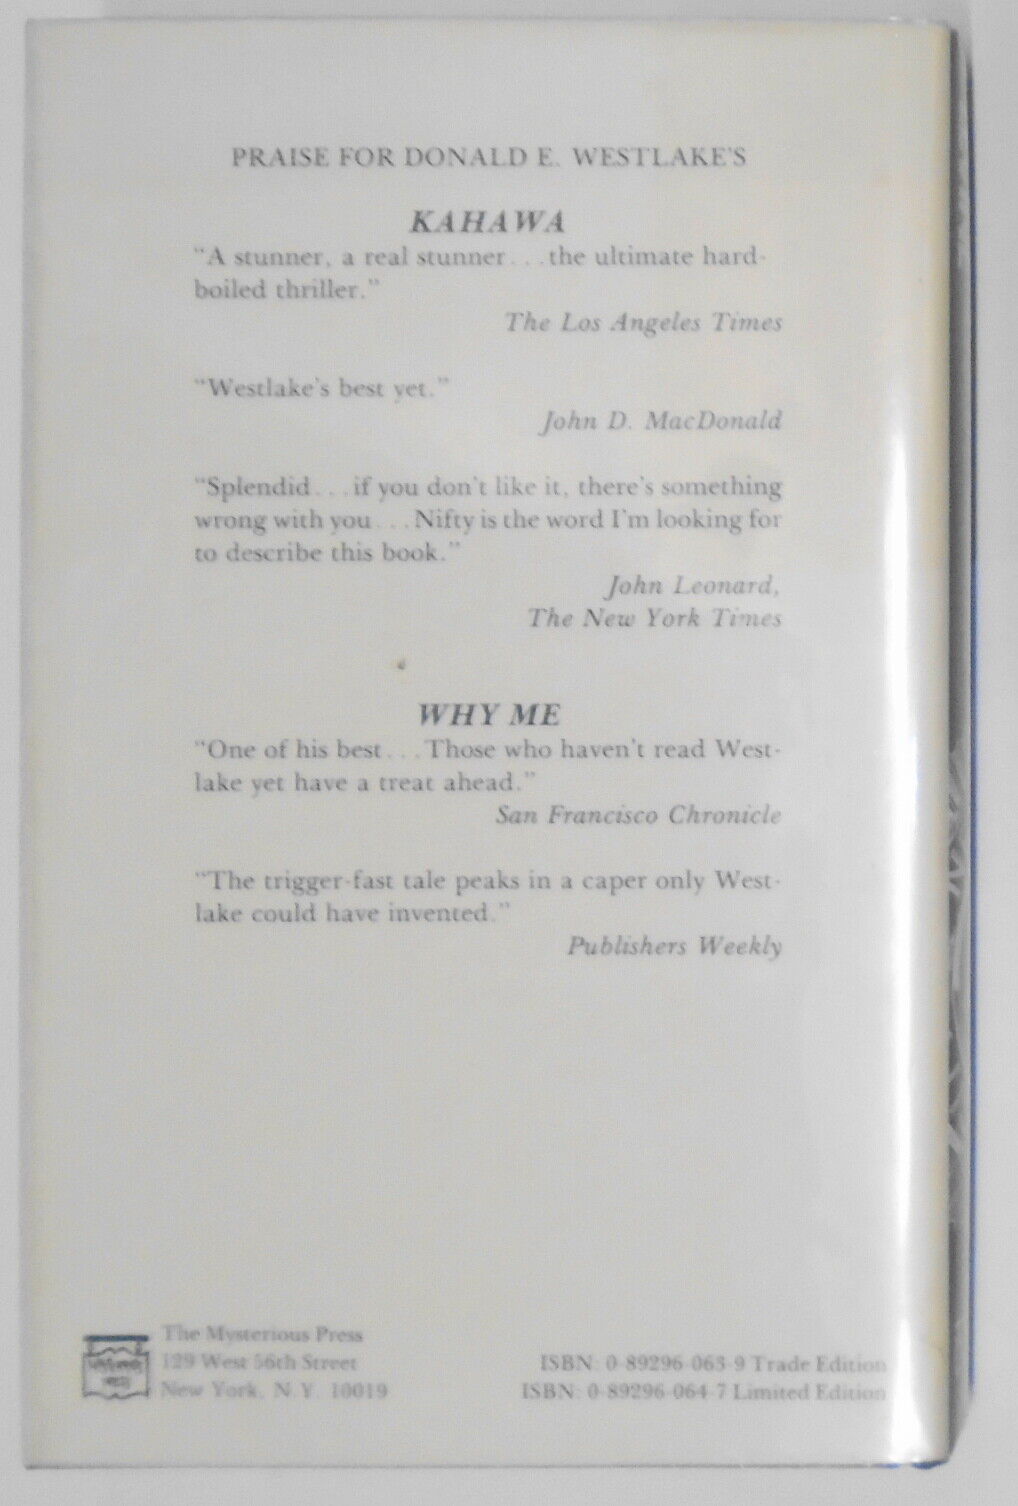 PRAISE FOR DONALD E. WESTLAKE'S
KAHAWA
"A stunner, a real stunner...the ultimate hard-
boiled thriller."
The Los Angeles Times
"Westlake's best yet."
John D. MacDonald
"Splendid...if you don't like it, there's something
wrong with you...Nifty is the word I'm looking for
to describe this book."
John Leonard,
The New York Times
WHY ME
"One of his best...Those who haven't read West-
lake yet have a treat ahead."
San Francisco Chronicle
"The trigger-fast tale peaks in a caper only West-
lake could have invented."
Publishers Weekly
The Mysterious Press
129 West 56th Street
New York, N.Y. 10019
ISBN: 0-89296-063-9 Trade Edition
ISBN: 0-89296-064-7 Limited Edition